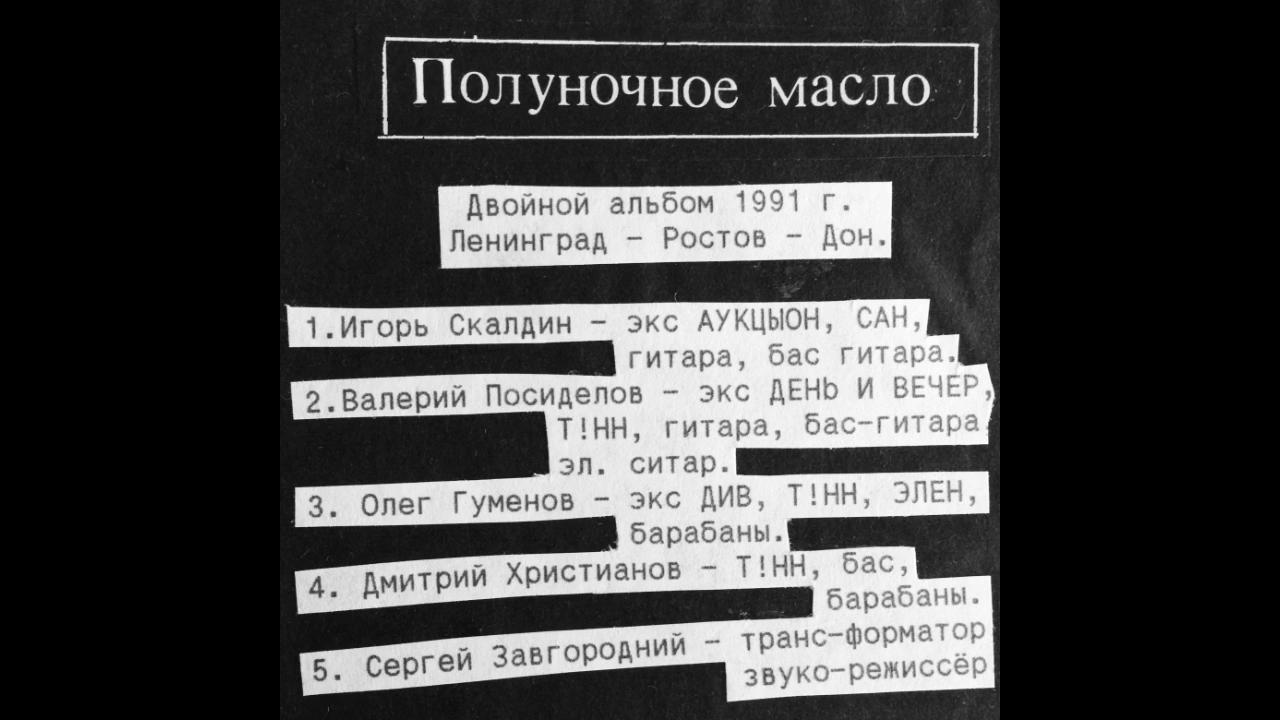 Полуночное масло
Двойной альбом 1991 г.
Ленинград - Ростов - Дон.
1.Игорь Скалдин - экс АУКЦЫОН, САН,
гитара, бас гитара.
2.Валерий Посиделов - экс ДЕНЬ И ВЕЧЕР,
Т!НН, гитара, бас-гитара
эл. ситар.
3. Олег Гуменов - экс ДИВ, Т!НН, ЭЛЕН,
барабаны.
4. Дмитрий Христианов - Т!НН, бас,
барабаны.
5. Сергей Завгородний - транс-форматор
звуко-режиссёр